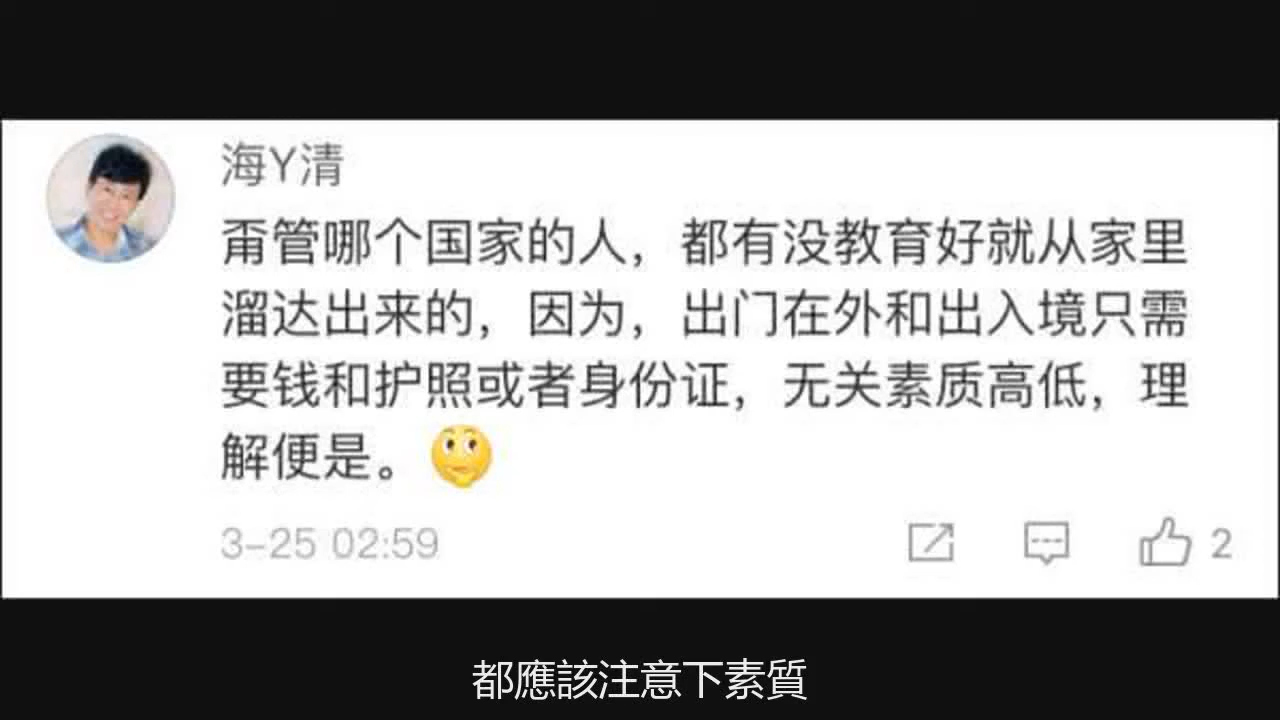 海Y清
甭管哪个国家的人，都有没教育好就从家里
溜达出来的，因为，出门在外和出入境只需
要钱和护照或者身份证，无关素质高低，理
解便是。
3-25 02:59
2
都應該注意下素質